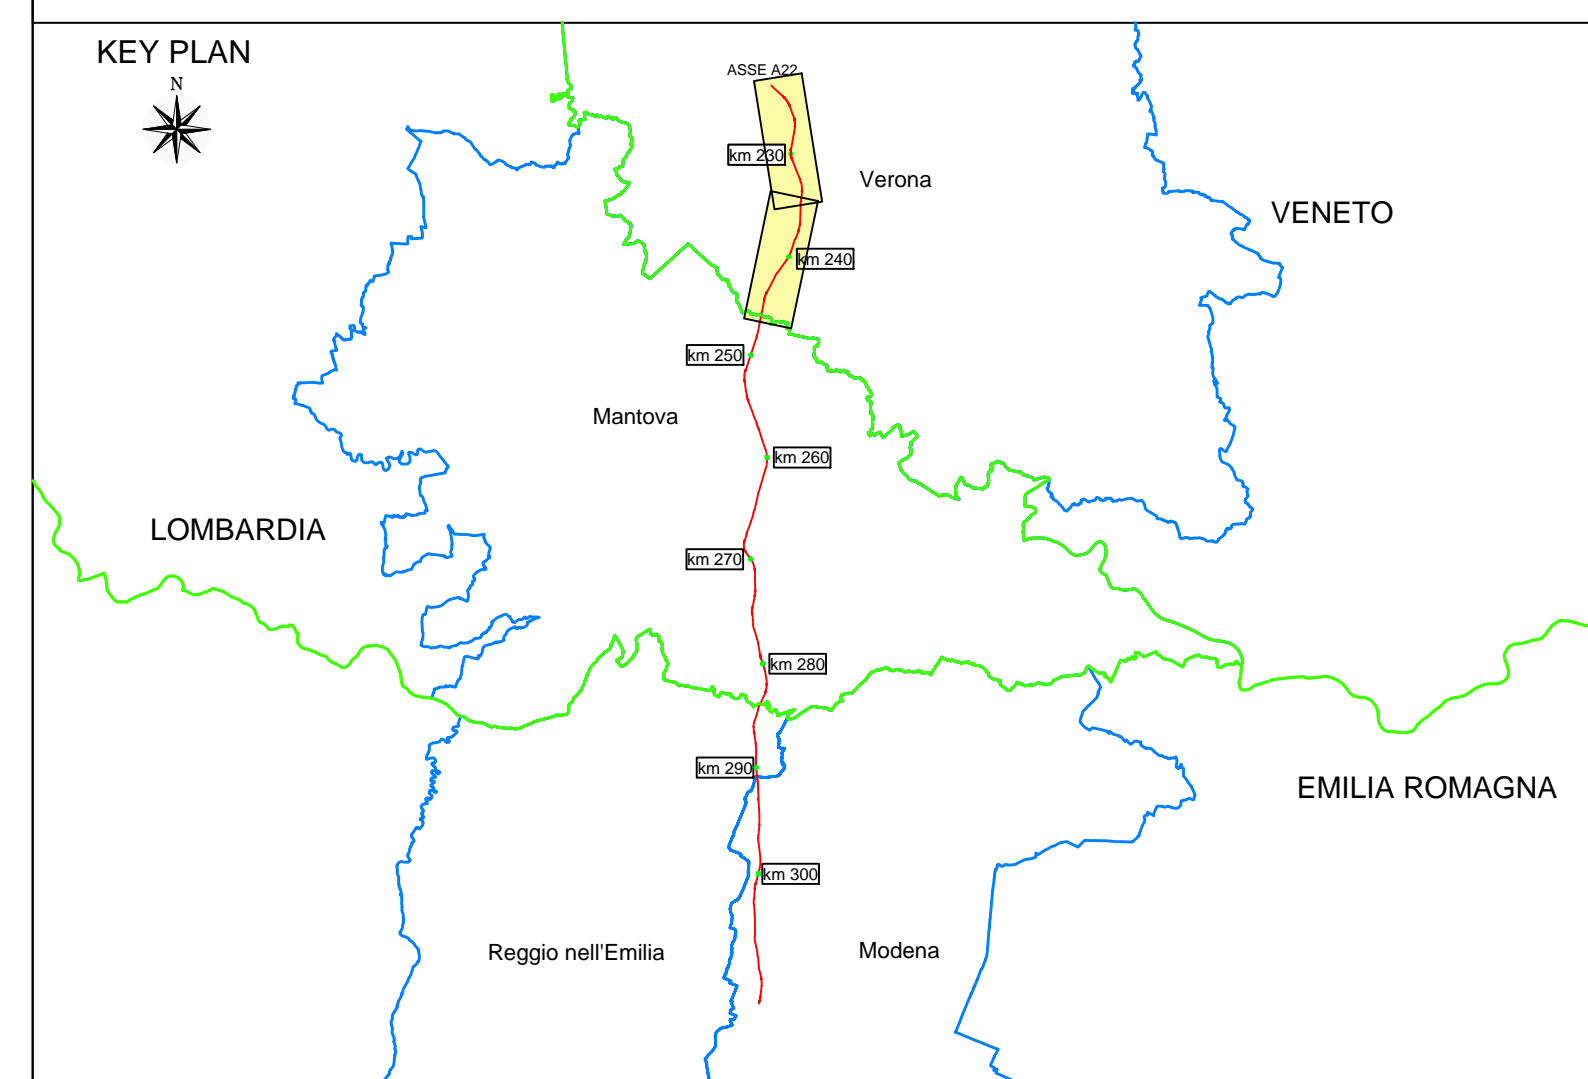 KEY PLAN
N
ASSE A22
km 230
Verona
VENETO
km 240
km 250
Mantova
km 260
LOMBARDIA
km 270
km 280
km 290
EMILIA ROMAGNA
km 300
Reggio nell'Emilia
Modena